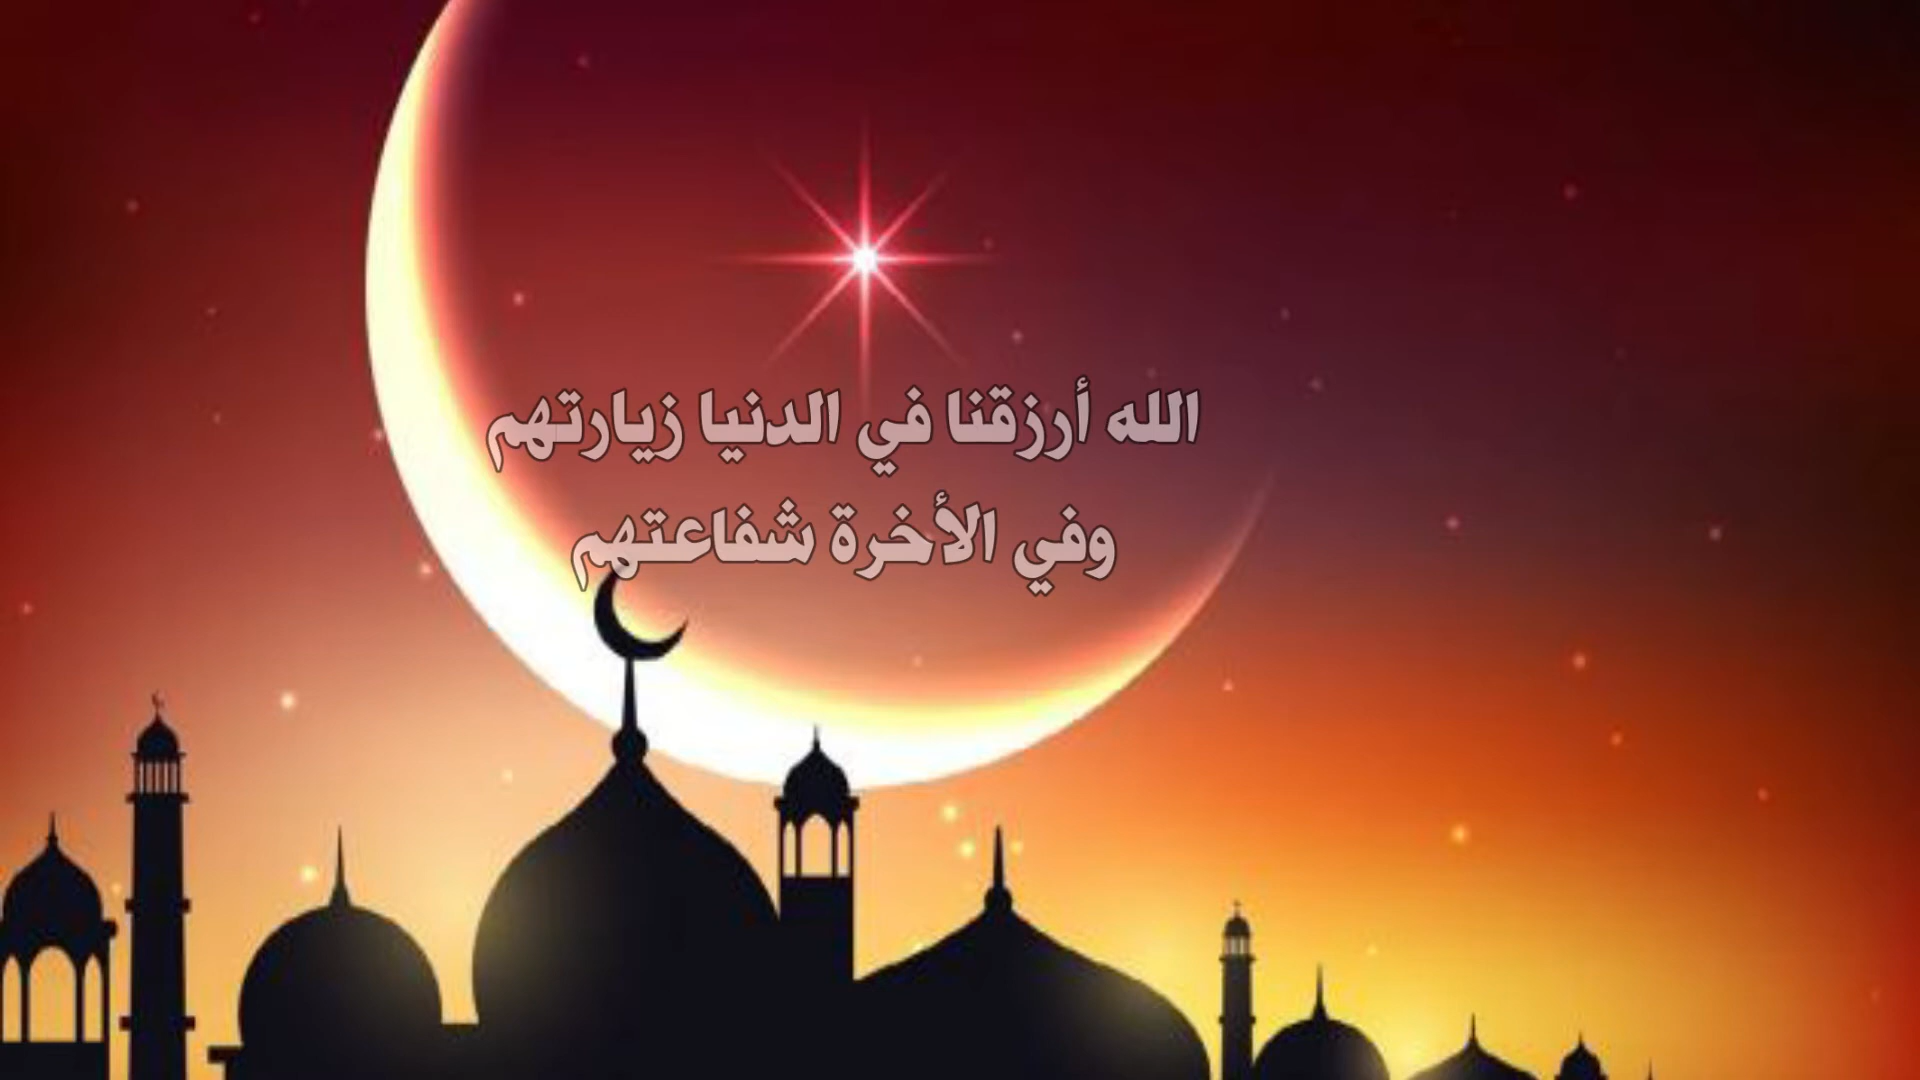 الله أرزقنا في الدنيا زيارتهم
وفي الأخرة شفاعتهم